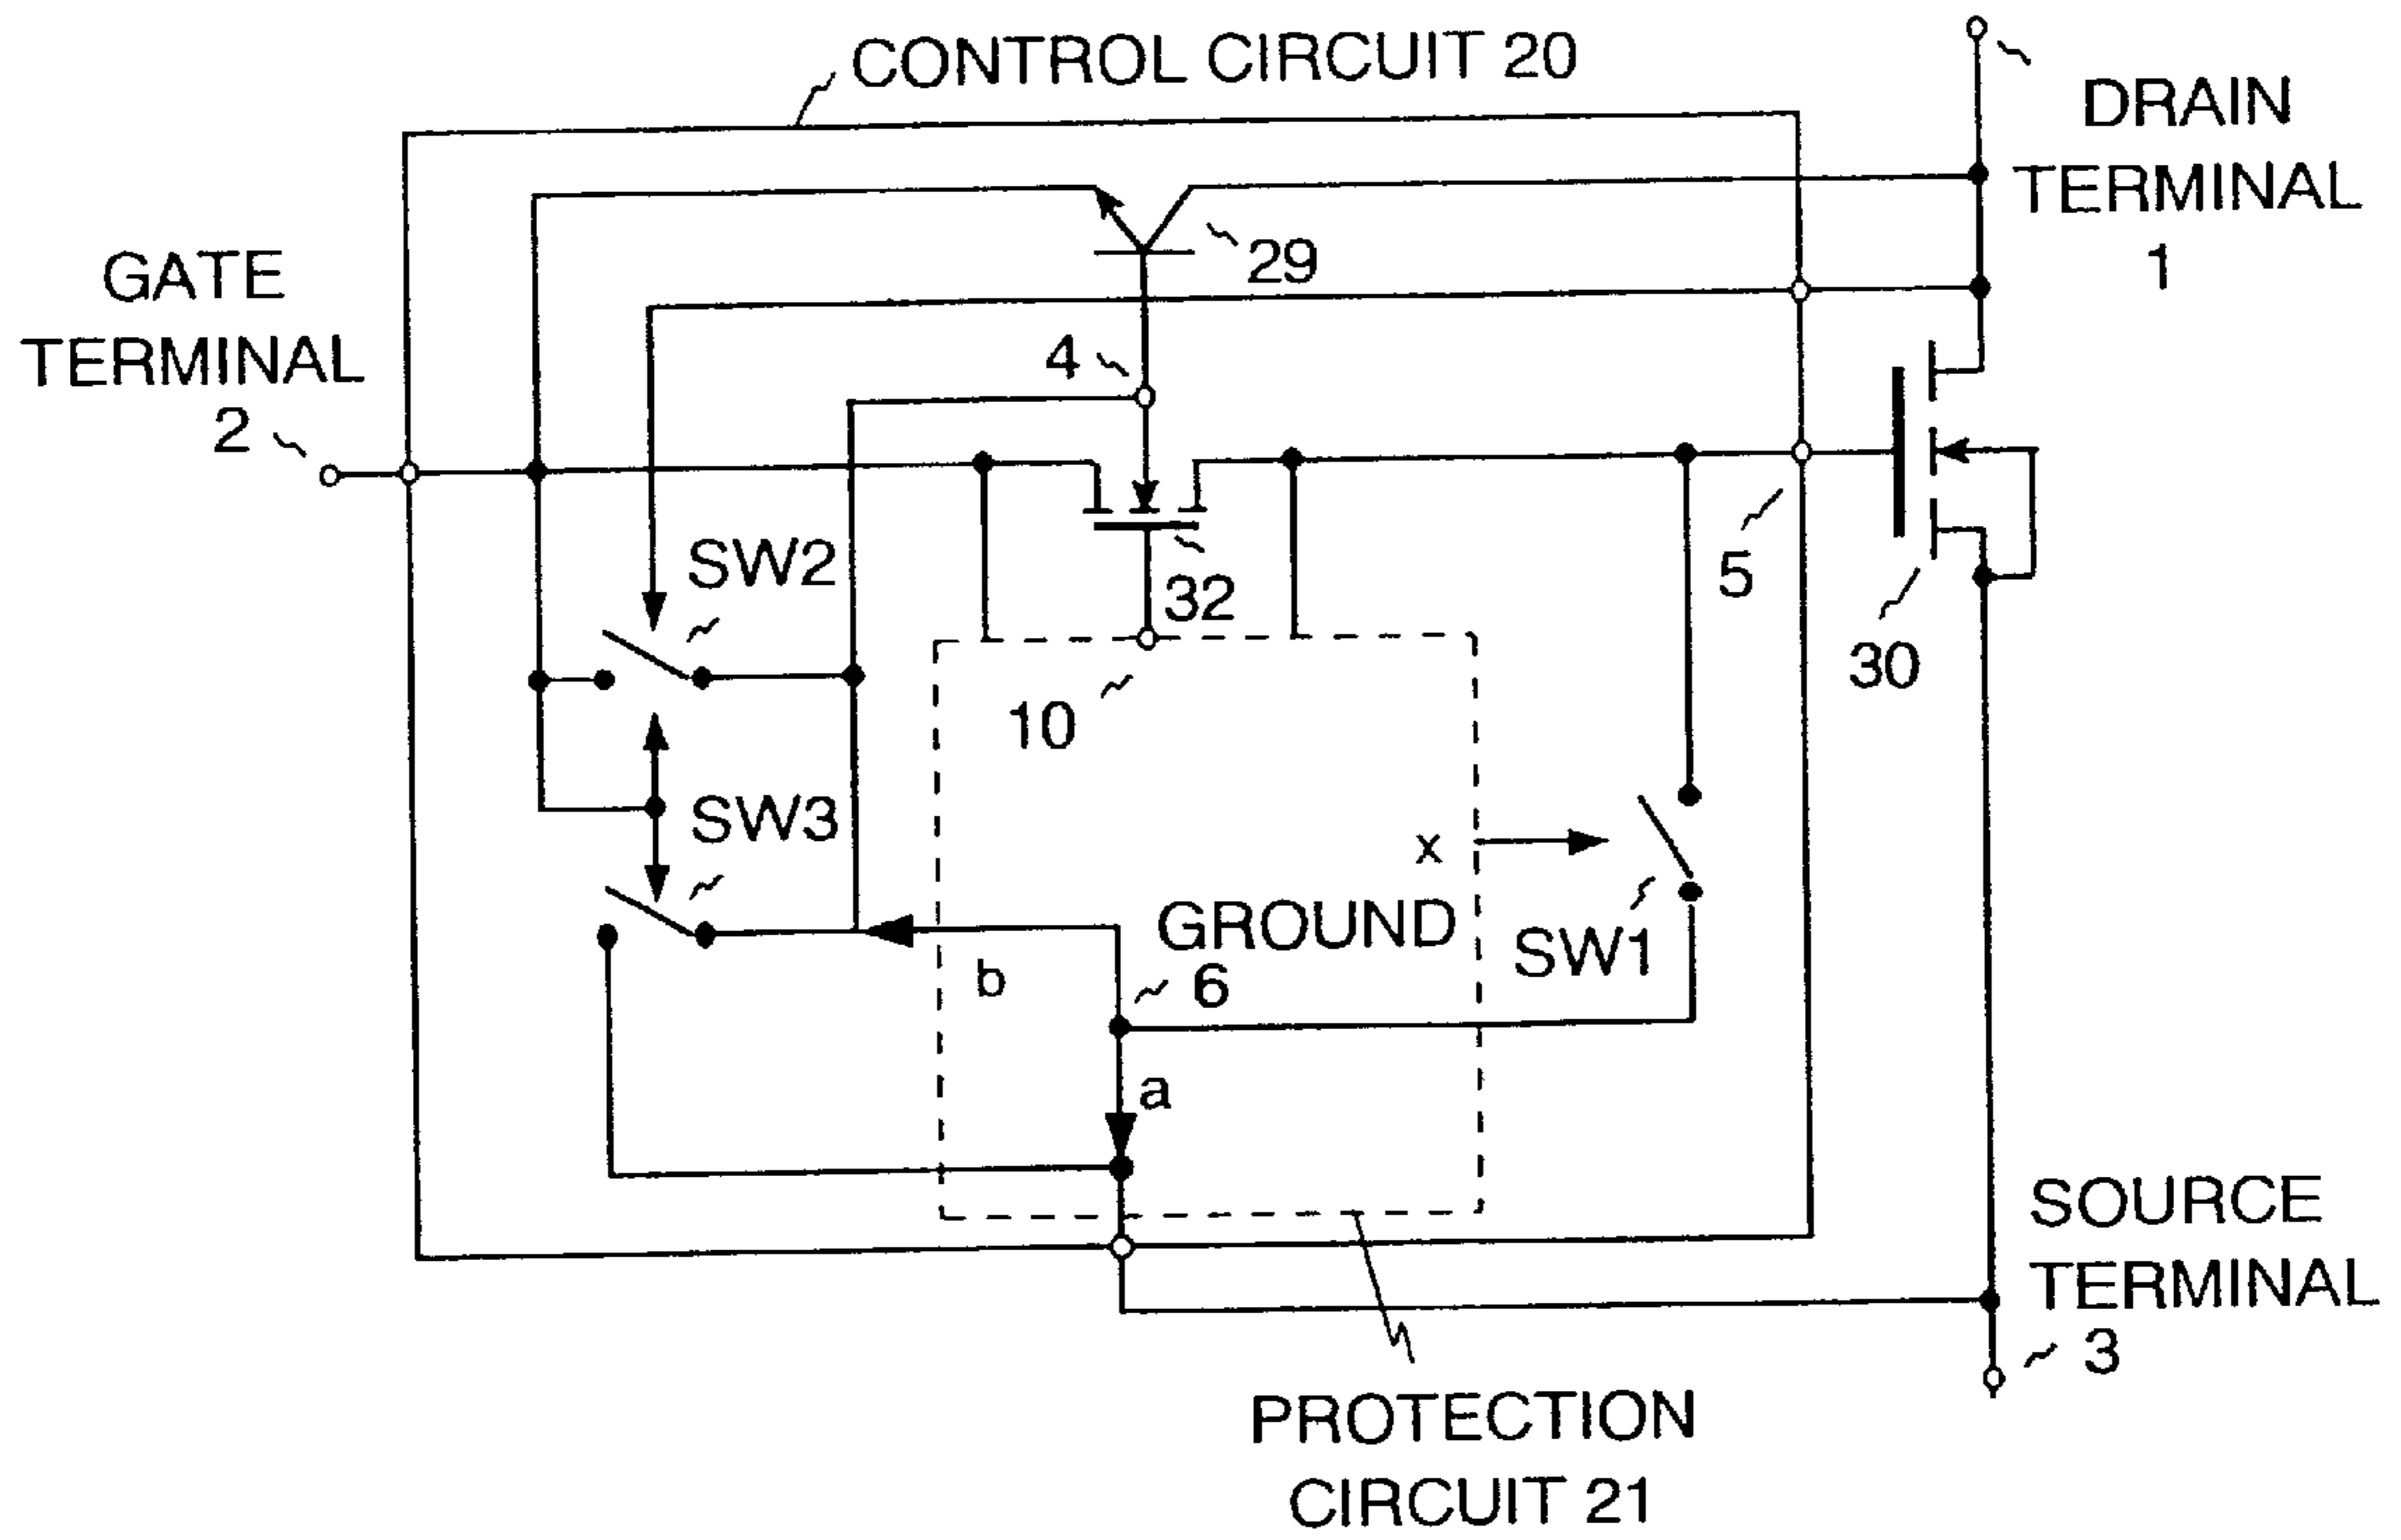 CONTROL CIRCUIT 20
DRAIN
TERMINAL
1
29
GATE
TERMINAL
2
4
SW2
32
5
30
10
SW3
x
GROUND
6
SW1
b
a
SOURCE
TERMINAL
3
PROTECTION
CIRCUIT 21